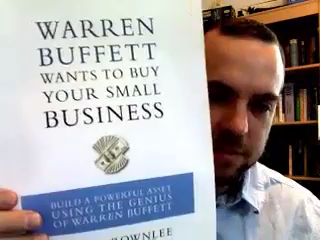 WARREN
BUFFETT
WANTS TO BUY
YOUR SMALL
BUSINESS
BUILD A POWERFUL ASSET
USING THE GENIUS
OF WARREN BUFFETT